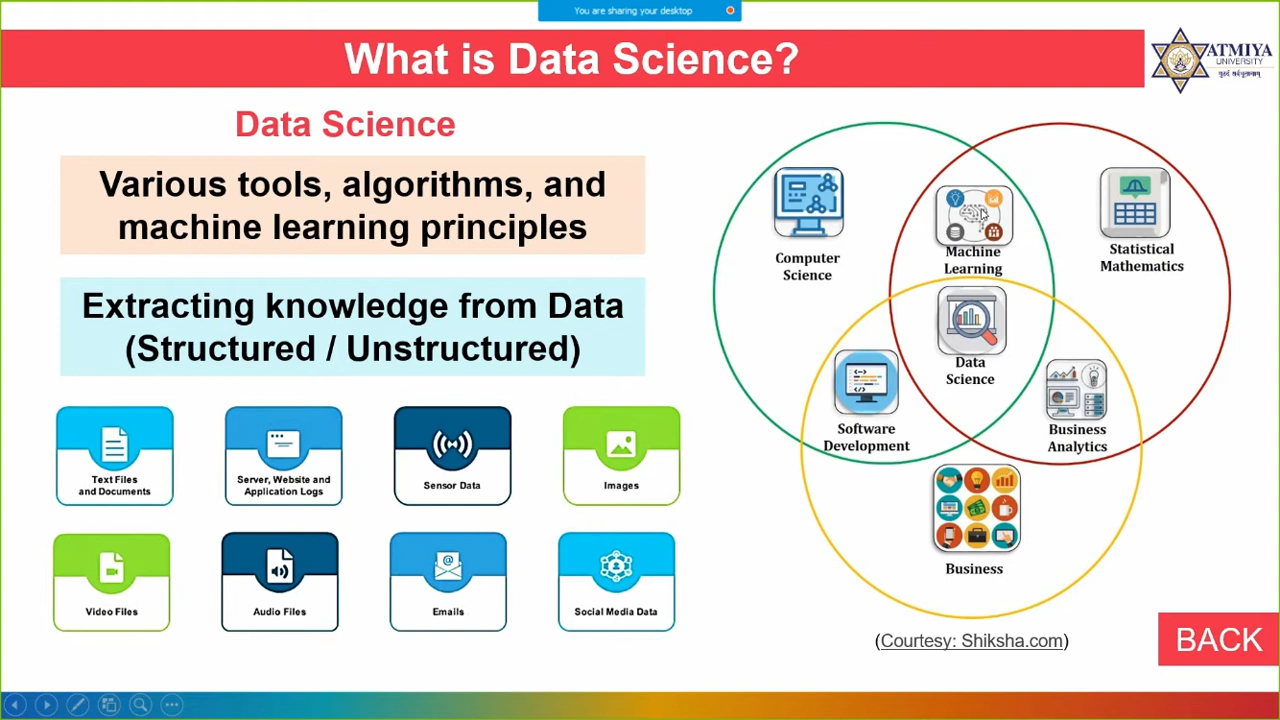 You are sharing your desktop
What is Data Science?
ATMIYA
UNIVERSITY
Data Science
Various tools, algorithms, and
machine learning principles
Extracting knowledge from Data
(Structured / Unstructured)
Text Files
and Documents
Server, Website and
Application Logs
Sensor Data
Images
Video Files
Audio Files
Emails
Social Media Data
Computer
Science
Machine
Learning
Statistical
Mathematics
Data
Science
Software
Development
Business
Analytics
Business
(Courtesy: Shiksha.com)
BACK